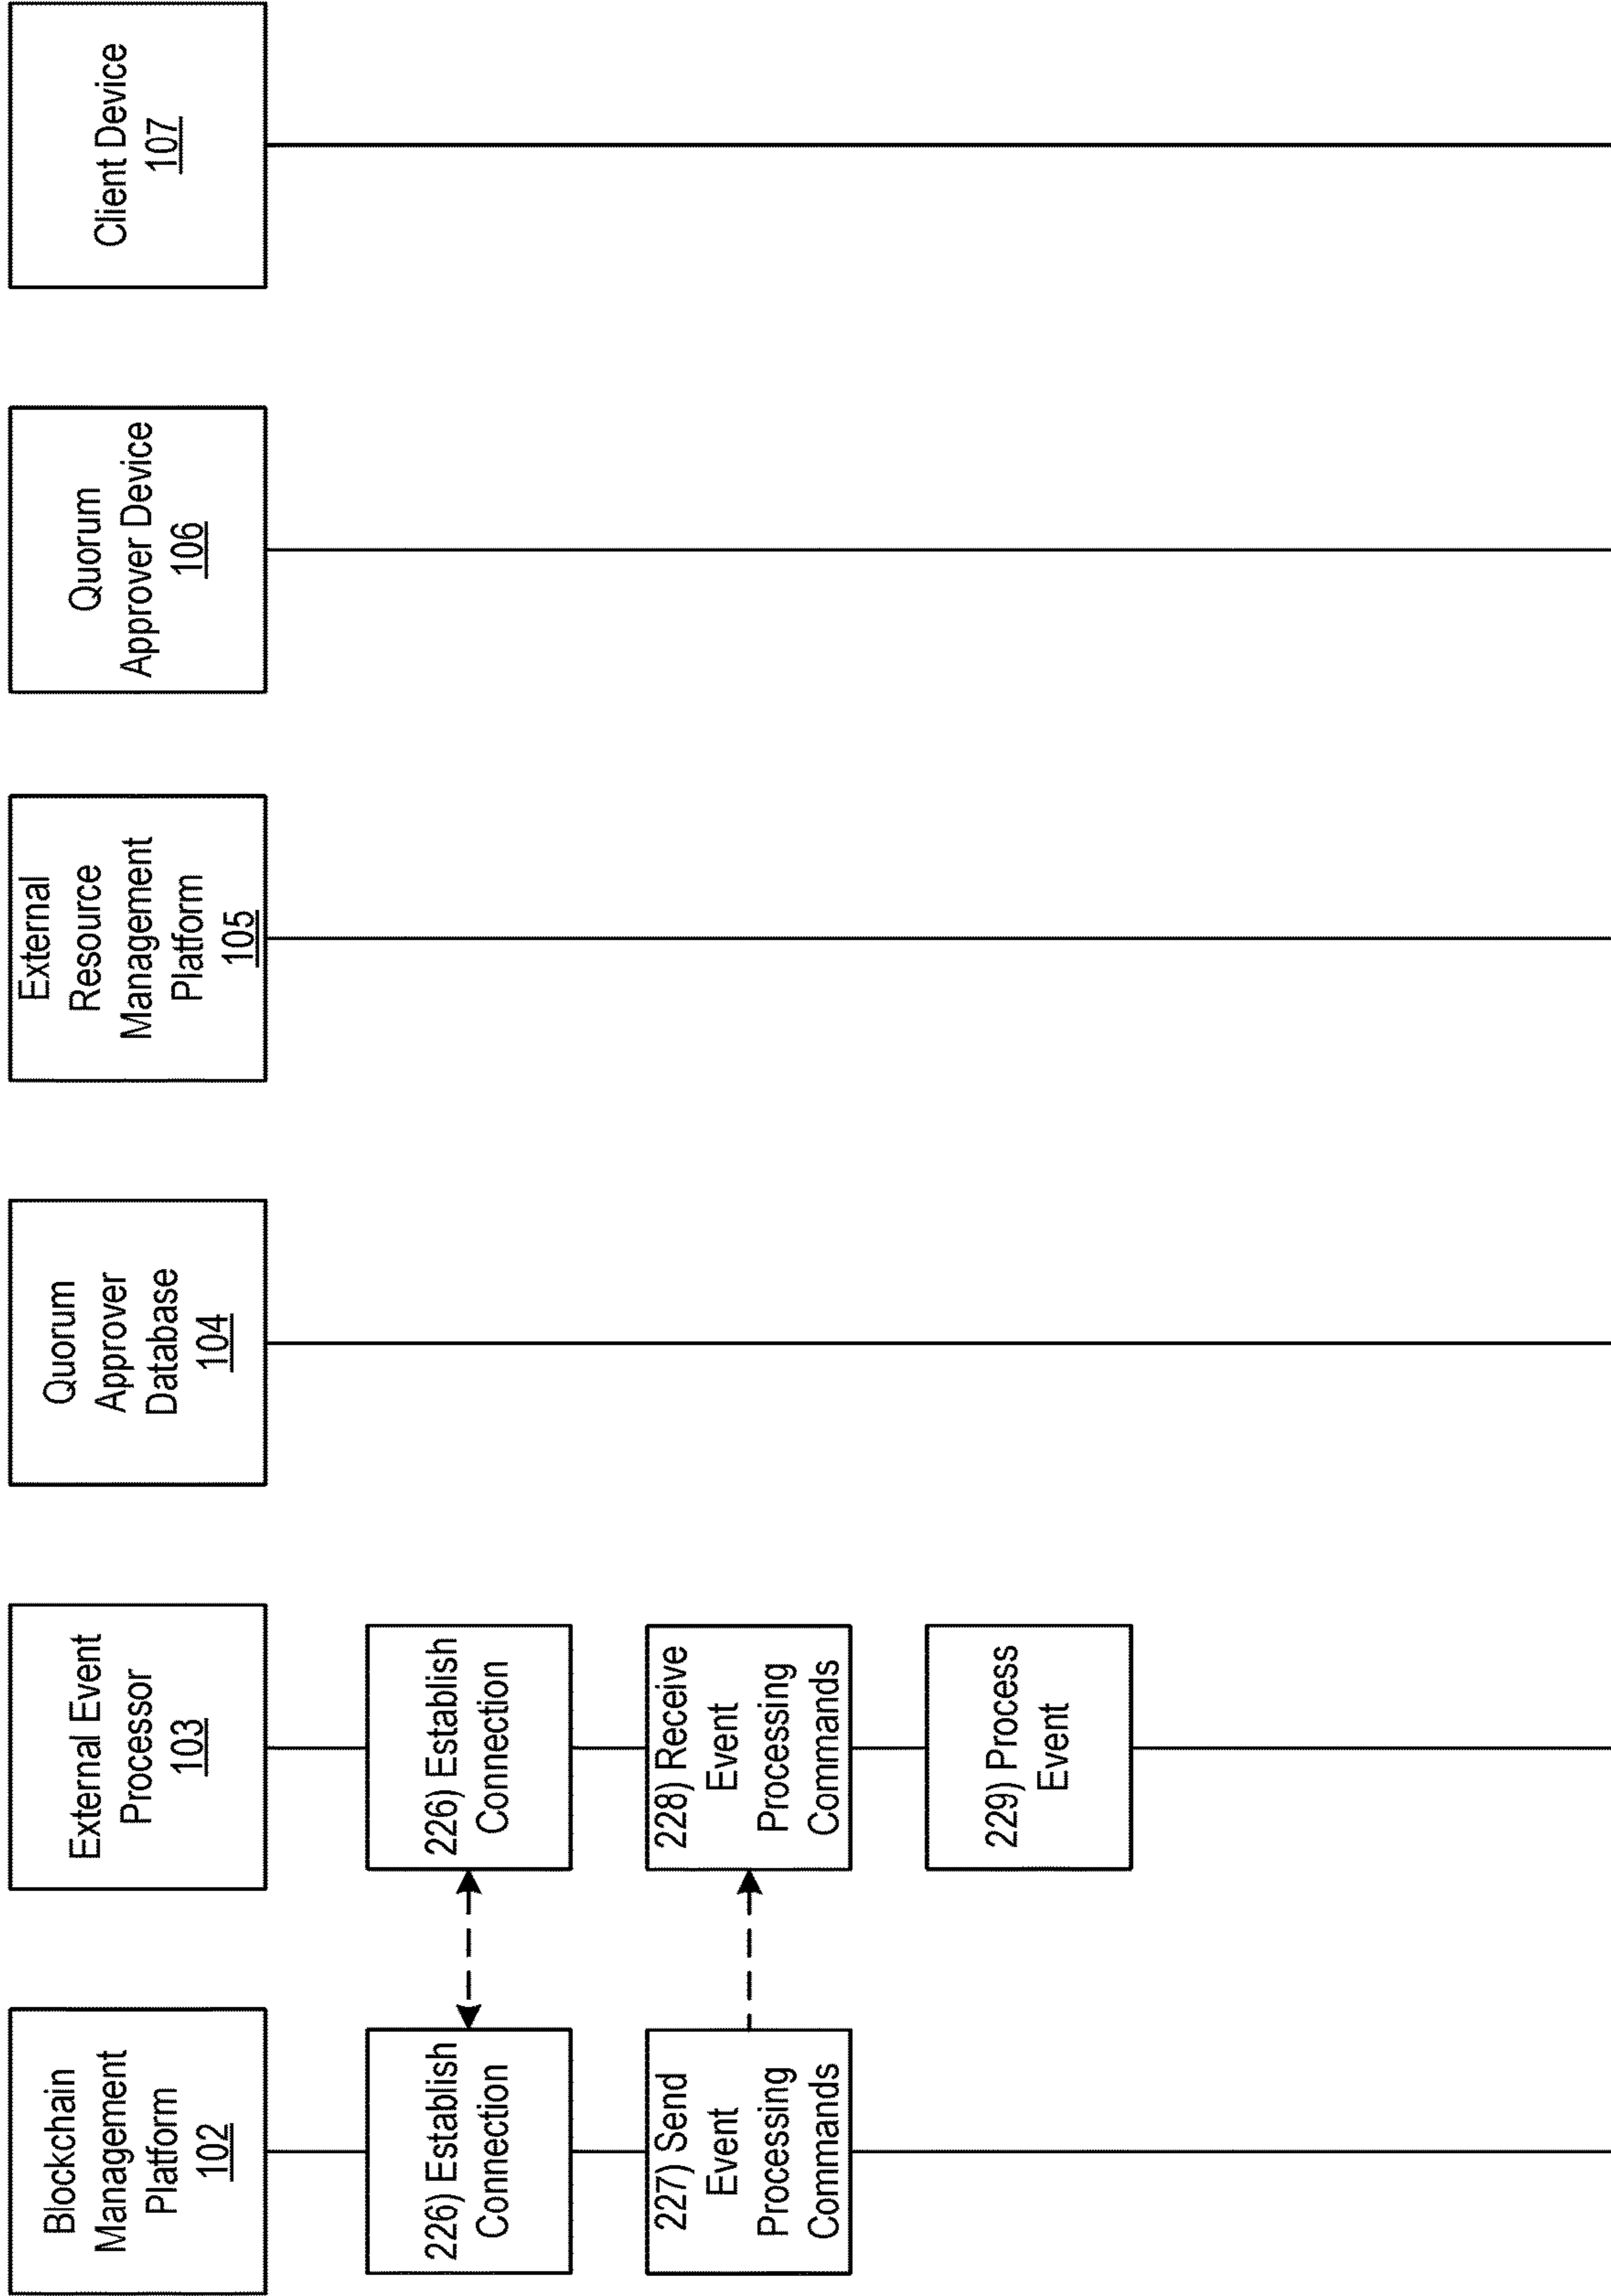 Blockchain
Management
Platform
102
External Event
Processor
103
Quorum
Approver
Database
104
External
Resource
Management
Platform
105
Quorum
Approver Device
106
Client Device
107
226) Establish
Connection
226) Establish
Connection
227) Send
Event
Processing
Commands
228) Receive
Event
Processing
Commands
229) Process
Event